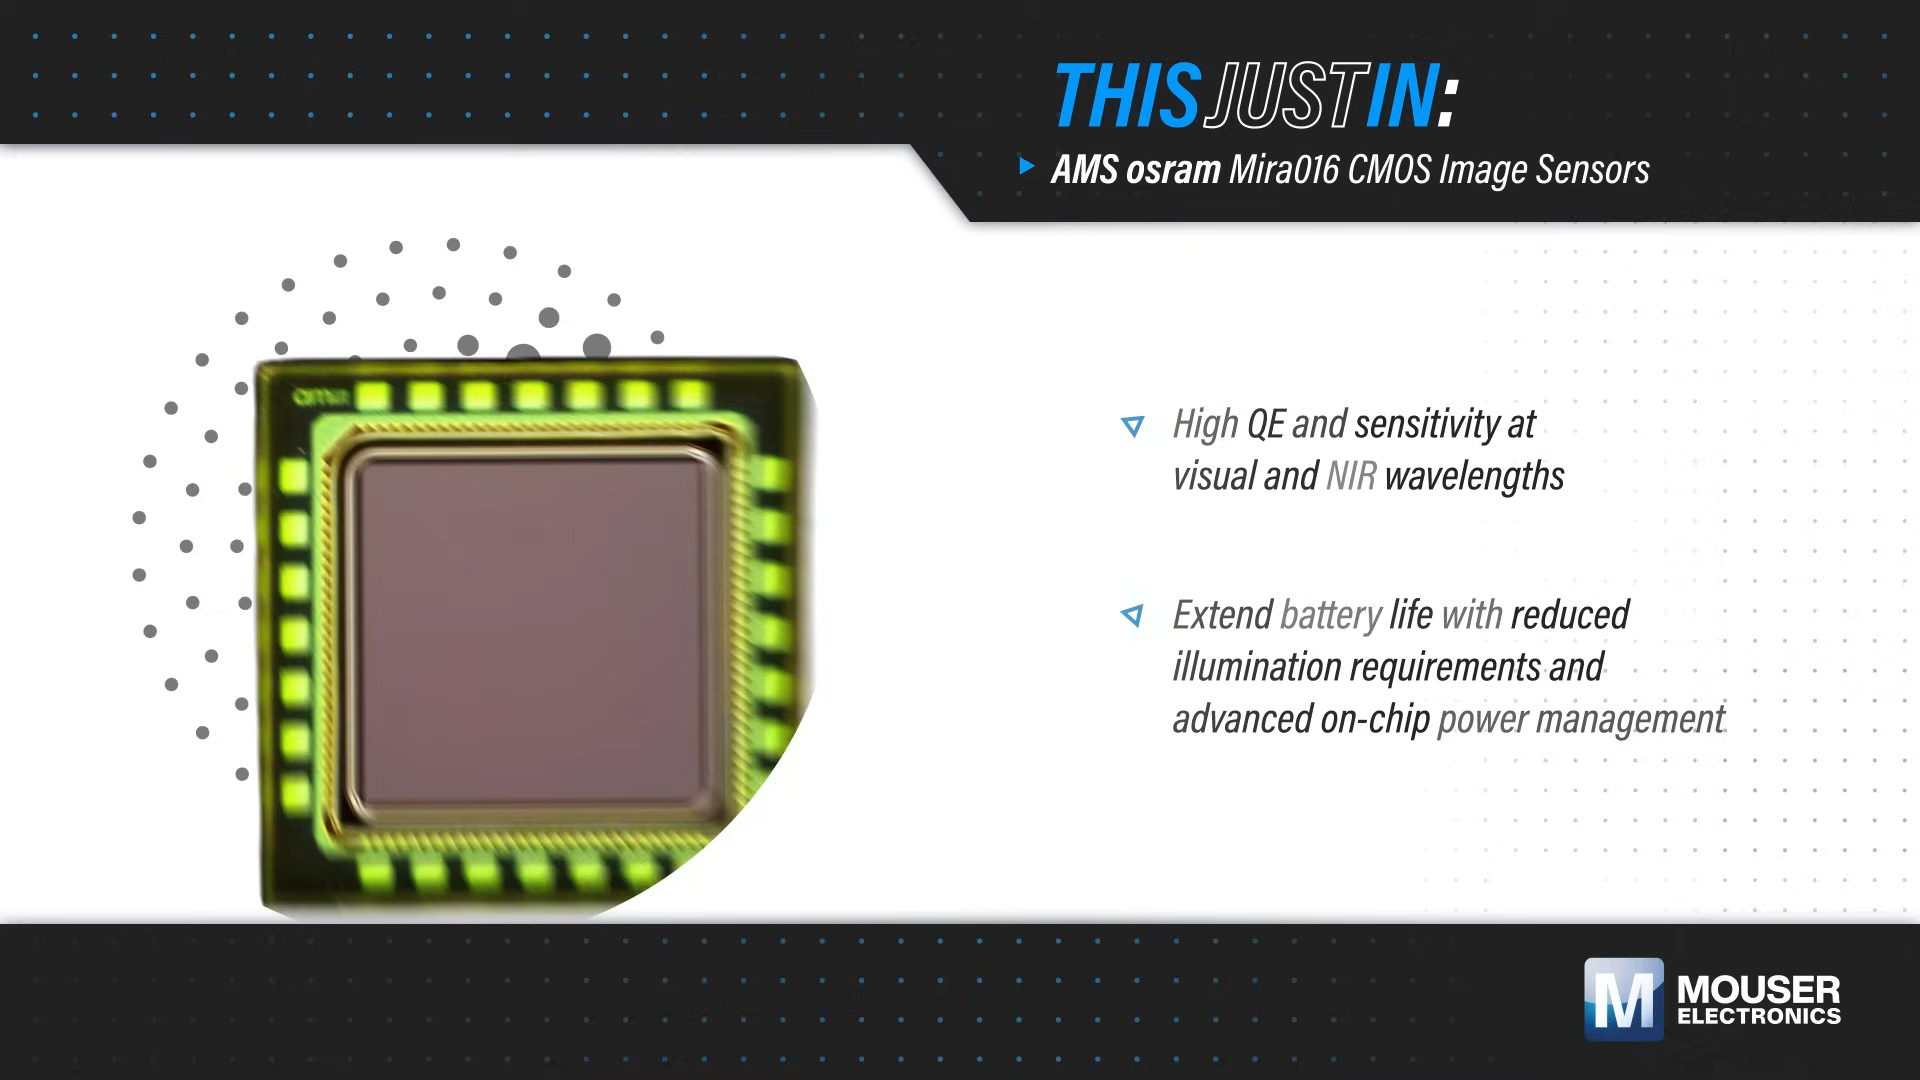 THIS JUST IN:
AMS osram Mira016 CMOS Image Sensors
High QE and sensitivity at
visual and NIR wavelengths
Extend battery life with reduced
illumination requirements and
advanced on-chip power management
M MOUSER
ELECTRONICS